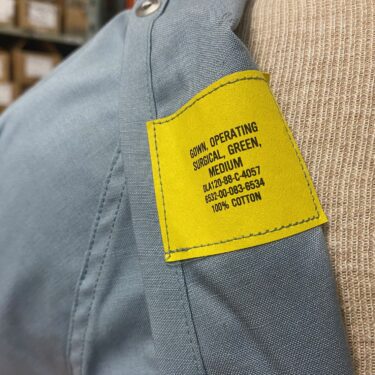 GOWN, OPERATING
SURGICAL, GREEN,
MEDIUM
DLA120-88-C-4057
6532-00-083-6534
100% COTTON